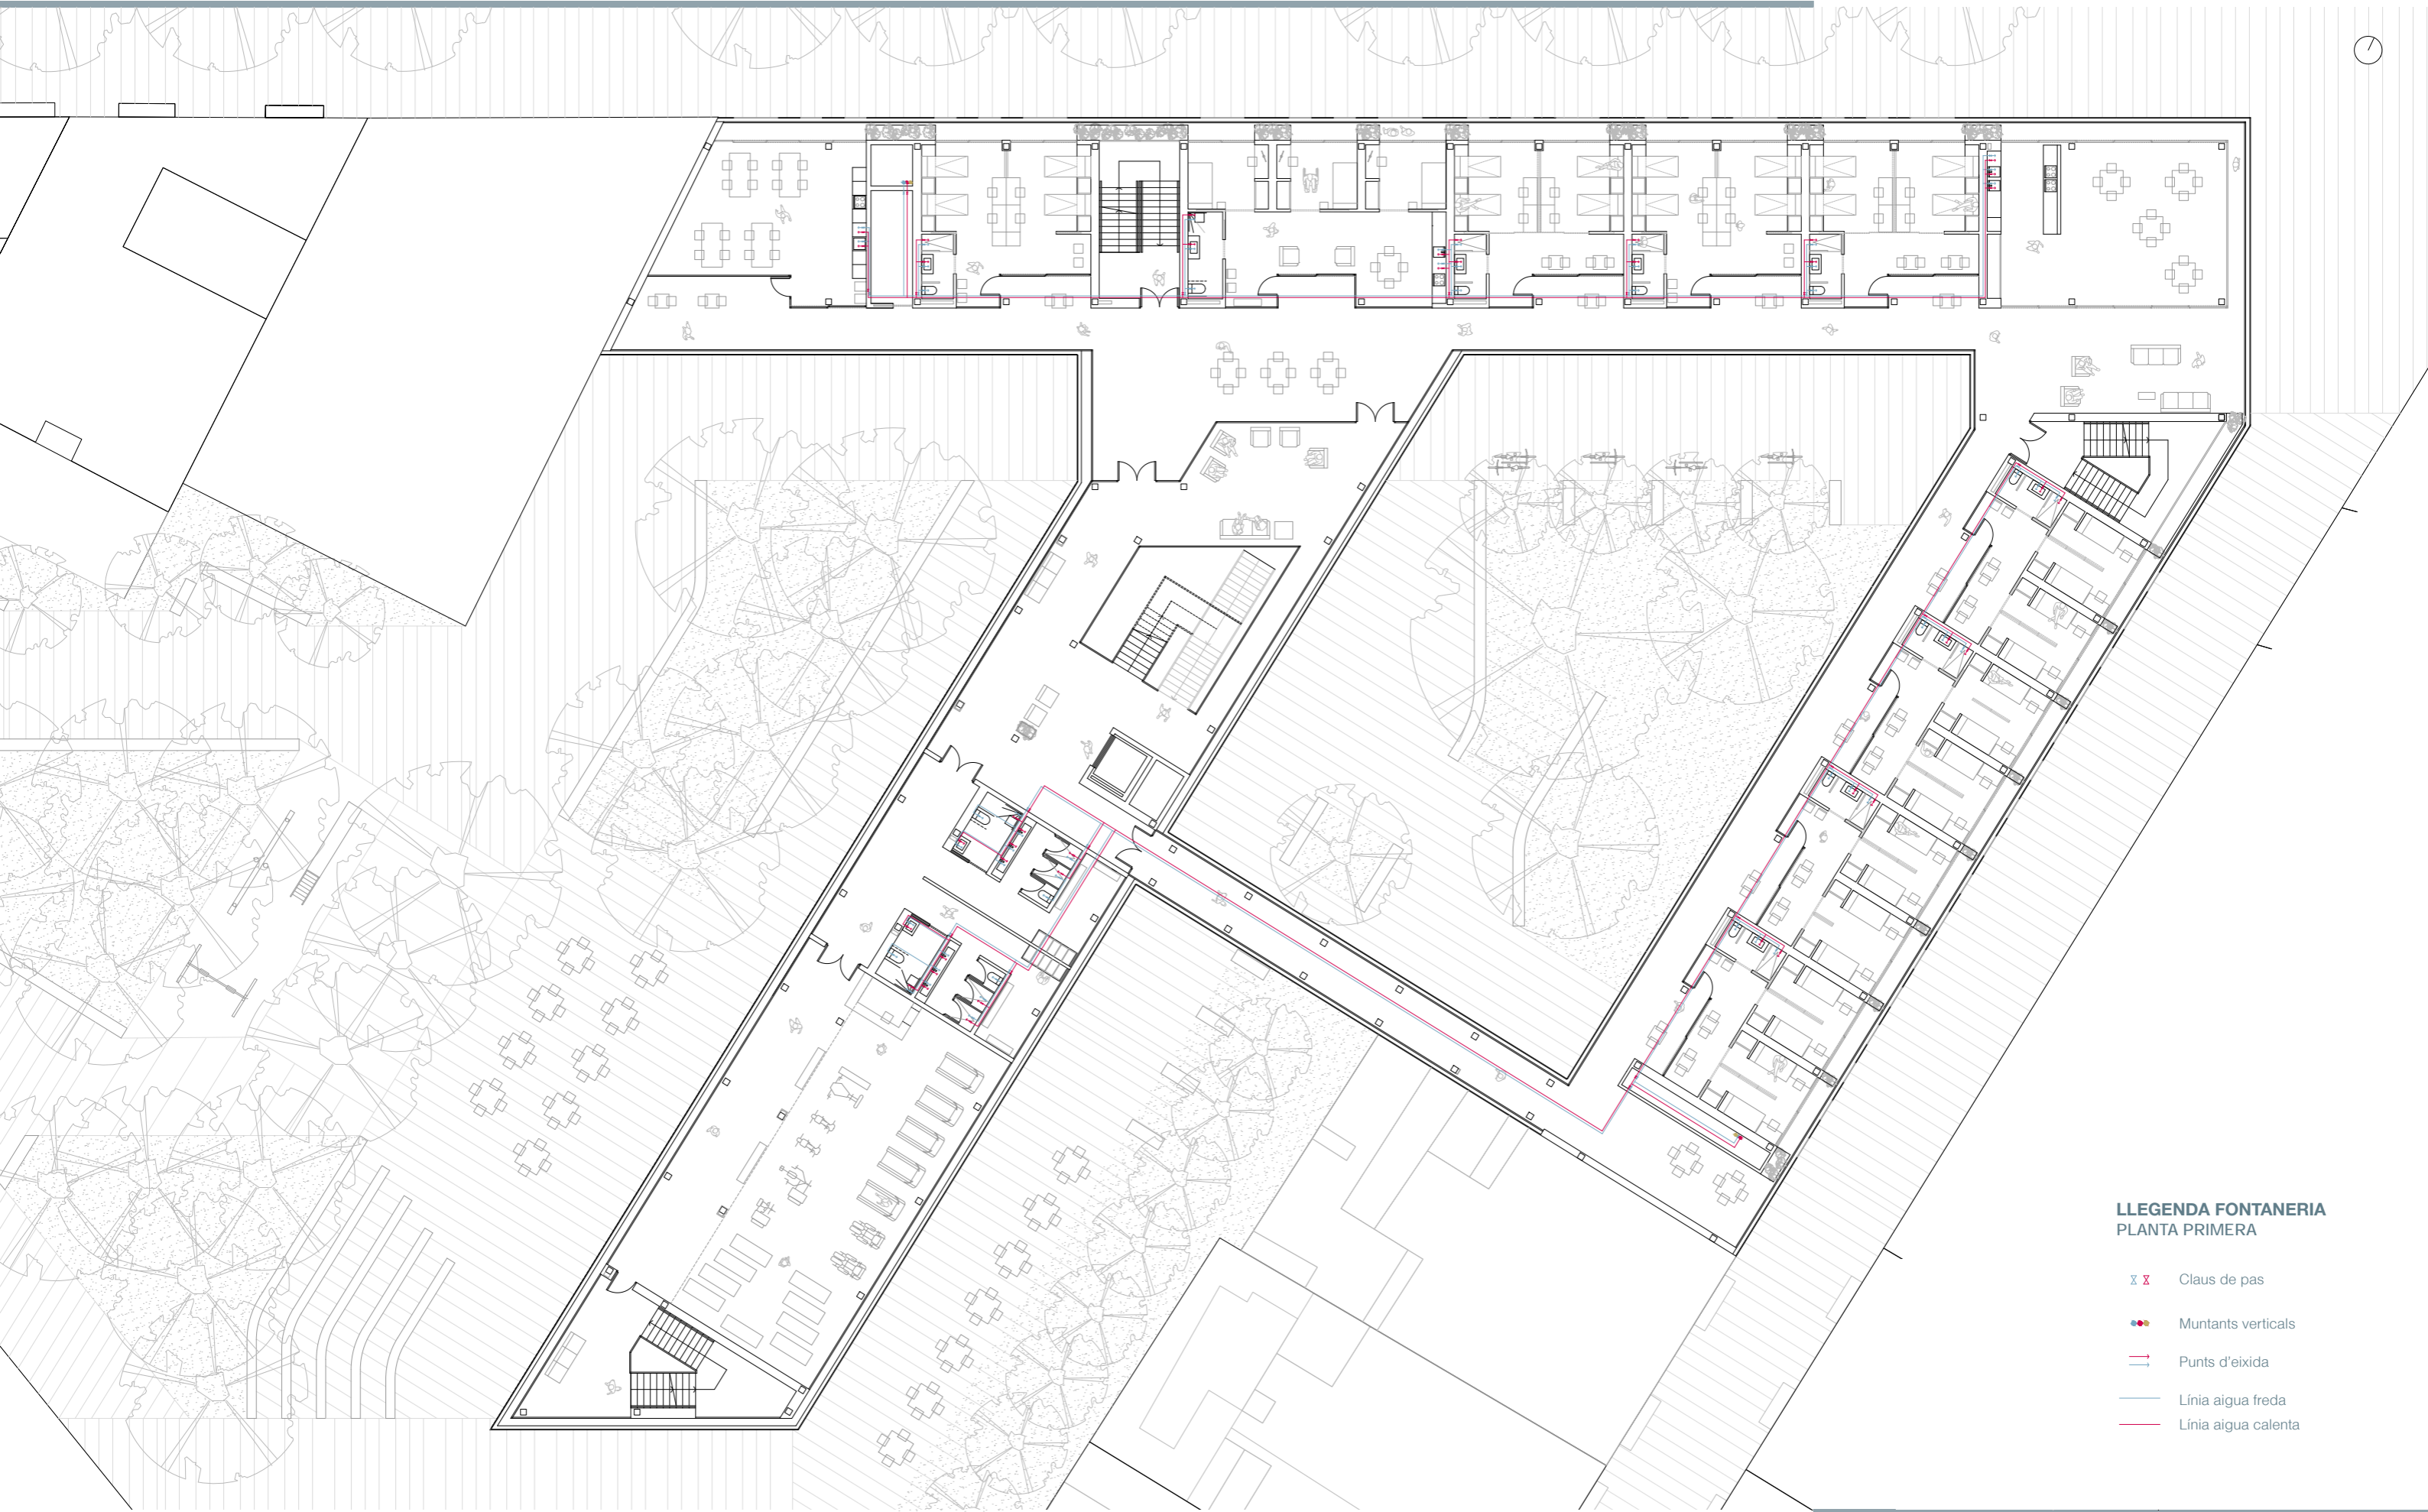 LLEGENDA FONTANERIA
PLANTA PRIMERA
Claus de pas
Muntants verticals
Punts d'eixida
Línia aigua freda
Línia aigua calenta